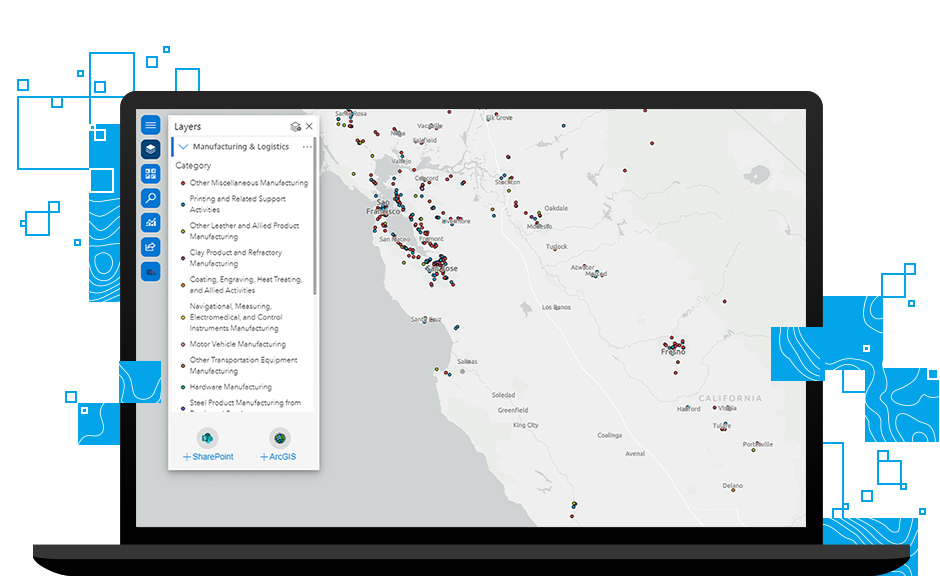 Layers
Manufacturing & Logistics
Category
Other Miscellaneous Manufacturing
Printing and Related Support
Activities
Other Leather and Allied Product
Manufacturing
Clay Product and Refractory
Manufacturing
Coating, Engraving, Heat Treating,
and Allied Activities
Navigational, Measuring,
Electromedical, and Control
Instruments Manufacturing
Motor Vehicle Manufacturing
Other Transportation Equipment
Manufacturing
Hardware Manufacturing
Steel Product Manufacturing from
+ SharePoint
+ ArcGIS
Santa Rosa
Elk Grove
Napa
Vacaville
Fairfield
Vallejo
Concord
Stockton
San
Francisco
Livermore
Oakdale
Modesto
San Mateo
Fremont
Turlock
San Jose
Atwater
Merced
Los Banos
Santa Cruz
Fresno
Salinas
Soledad
CALIFORNIA
Greenfield
Hanford
Visalia
King City
Tulare
Coalinga
Porterville
Avenal
Delano